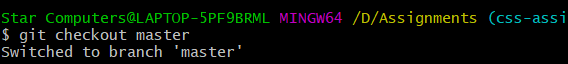 Star Computers@LAPTOP-5PF9BRML MINGW64 /D/Assignments (css-assi
$ git checkout master
Switched to branch 'master'